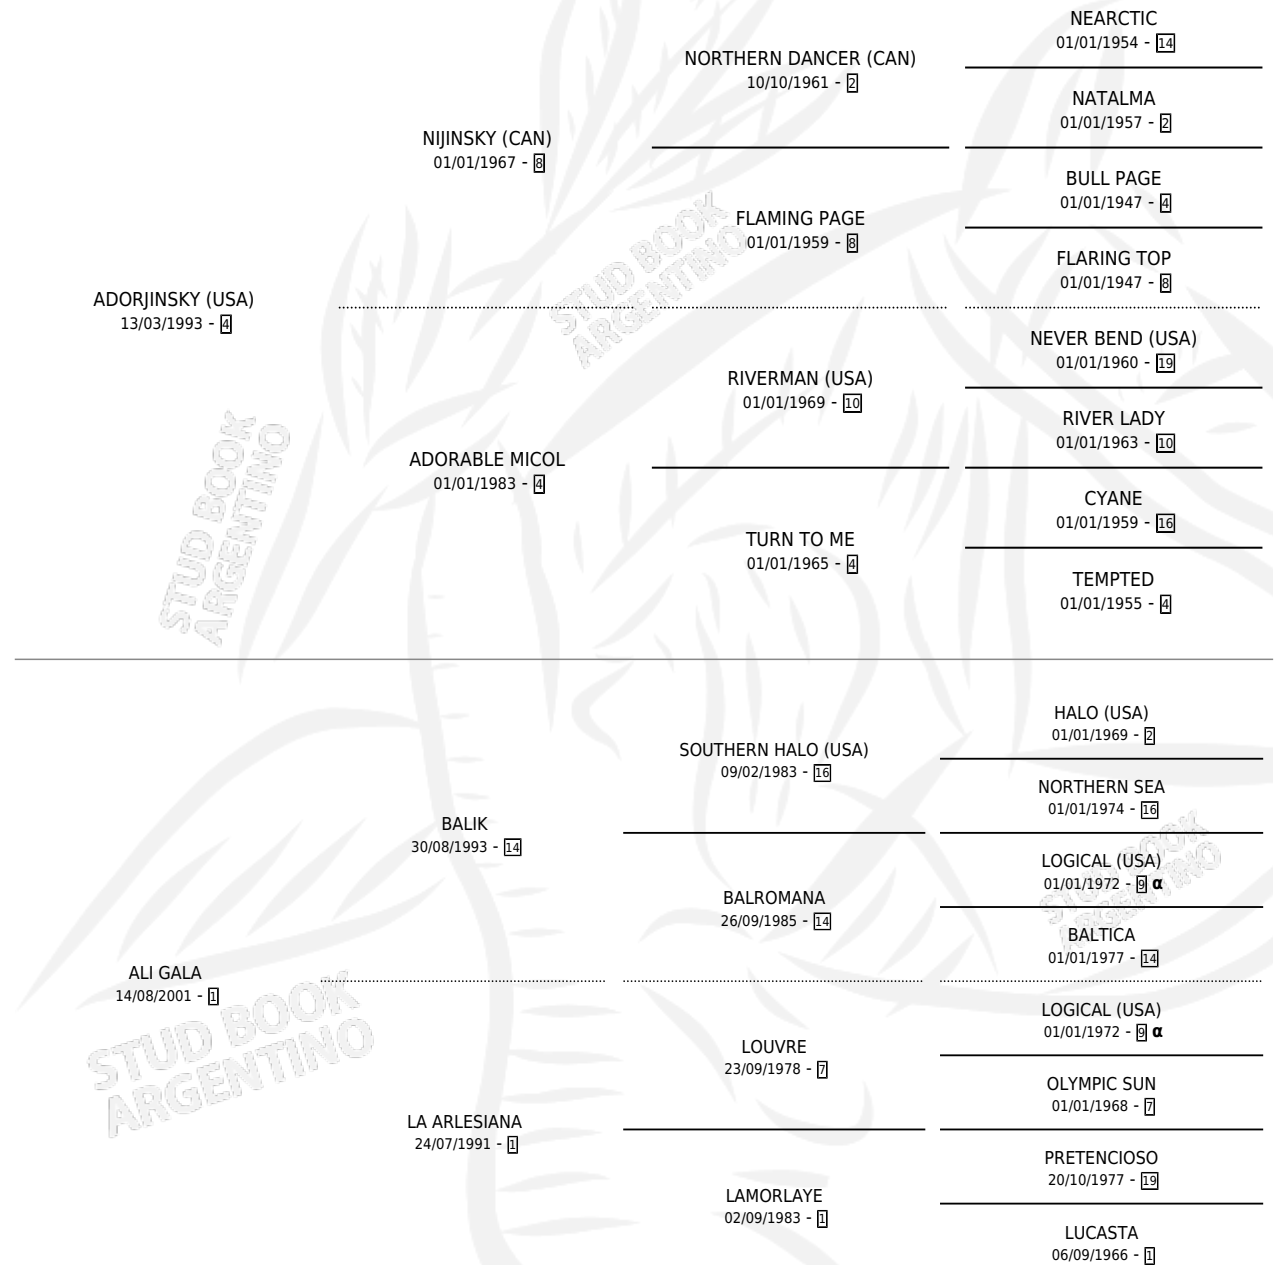 NEARCTIC
01/01/1954 - 14
NORTHERN DANCER (CAN)
10/10/1961 - 2
NATALMA
01/01/1957 - 2
NIJINSKY (CAN)
01/01/1967 - 8
BULL PAGE
01/01/1947 - 4
FLAMING PAGE
01/01/1959 - 8
FLARING TOP
01/01/1947 - 8
ADORJINSKY (USA)
13/03/1993 - 4
STUD BOOK
ARGENTINO
NEVER BEND (USA)
01/01/1960 - 19
RIVERMAN (USA)
01/01/1969 - 10
RIVER LADY
01/01/1963 - 10
ADORABLE MICOL
01/01/1983 - 4
CYANE
01/01/1959 - 16
TURN TO ME
01/01/1965 - 4
TEMPTED
01/01/1955 - 4
STUD BOOK
ARGENTINO
HALO (USA)
01/01/1969 - 2
SOUTHERN HALO (USA)
09/02/1983 - 16
NORTHERN SEA
01/01/1974 - 16
BALIK
30/08/1993 - 14
LOGICAL (USA)
01/01/1972 - 9 α
BALROMANA
26/09/1985 - 14
BALTICA
01/01/1977 - 14
STUD BOOK
ARGENTINO
ALI GALA
14/08/2001 - 1
STUD BOOK
ARGENTINO
LOGICAL (USA)
01/01/1972 - 9 α
LOUVRE
23/09/1978 - 7
OLYMPIC SUN
01/01/1968 - 7
LA ARLESIANA
24/07/1991 - 1
PRETENCIOSO
20/10/1977 - 19
LAMORLAYE
02/09/1983 - 1
LUCASTA
06/09/1966 - 1